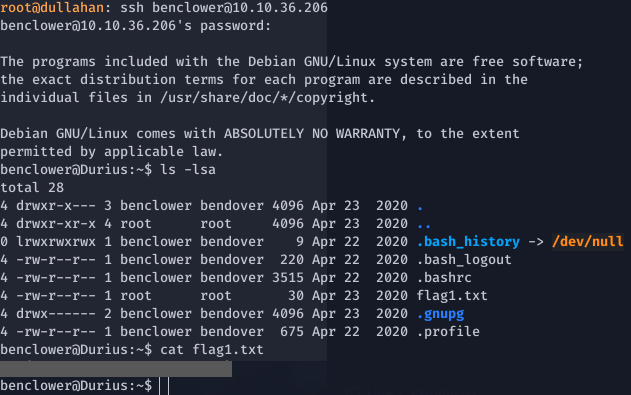 root@dullahan: ssh benclower@10.10.36.206
benclower@10.10.36.206's password:
The programs included with the Debian GNU/Linux system are free software;
the exact distribution terms for each program are described in the
individual files in /usr/share/doc/*/copyright.
Debian GNU/Linux comes with ABSOLUTELY NO WARRANTY, to the extent
permitted by applicable law.
benclower@Durius:~$ ls -lsa
total 28
4 drwxr-x--- 3 benclower bendover 4096 Apr 23  2020 .
4 drwxr-xr-x 4 root      root     4096 Apr 23  2020 ..
0 lrwxrwxrwx 1 benclower bendover    9 Apr 22  2020 .bash_history -> /dev/null
4 -rw-r--r-- 1 benclower bendover  220 Apr 22  2020 .bash_logout
4 -rw-r--r-- 1 benclower bendover 3515 Apr 22  2020 .bashrc
4 -rw-r--r-- 1 root      root       30 Apr 23  2020 flag1.txt
4 drwx------ 2 benclower bendover 4096 Apr 23  2020 .gnupg
4 -rw-r--r-- 1 benclower bendover  675 Apr 22  2020 .profile
benclower@Durius:~$ cat flag1.txt
benclower@Durius:~$